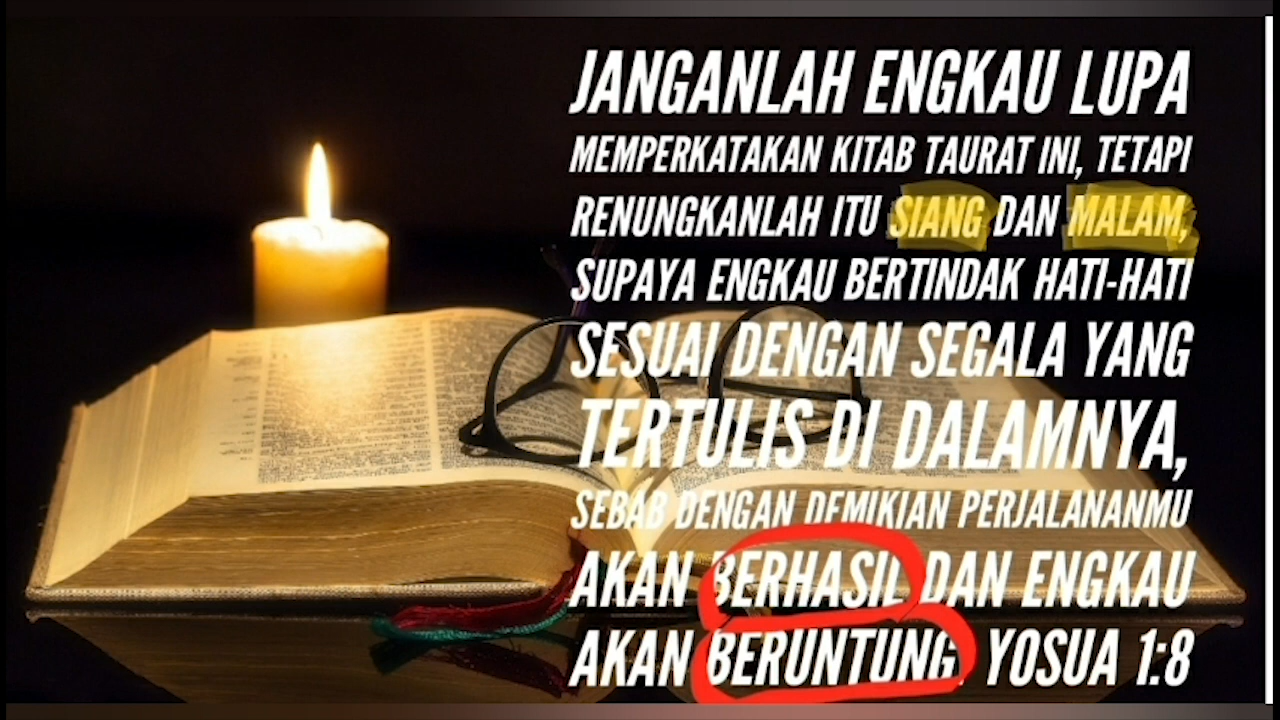 JANGANLAH ENGKAU LUPA
MEMPERKATAKAN KITAB TAURAT INI, TETAPI
RENUNGKANLAH ITU SIANG DAN MALAM,
SUPAYA ENGKAU BERTINDAK HATI-HATI
SESUAI DENGAN SEGALA YANG
TERTULIS DI DALAMNYA,
SEBAB DENGAN DEMIKIAN PERJALANANMU
AKAN BERHASIL DAN ENGKAU
AKAN BERUNTUNG. YOSUA 1:8